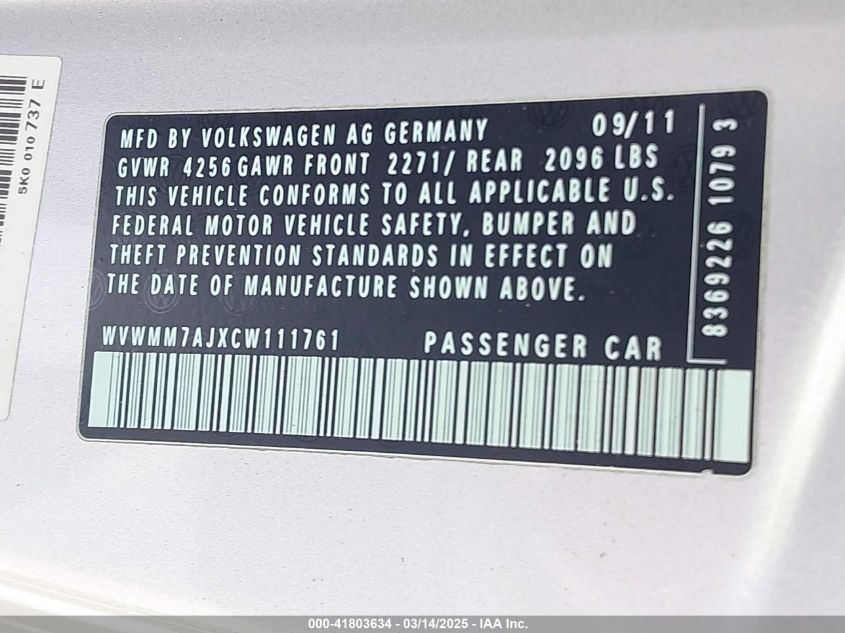 5K0 010 737 E
MFD BY VOLKSWAGEN AG GERMANY 09/11
GVWR 4256 GAWR FRONT 2271/ REAR 2096 LBS
THIS VEHICLE CONFORMS TO ALL APPLICABLE U.S.
FEDERAL MOTOR VEHICLE SAFETY, BUMPER AND
THEFT PREVENTION STANDARDS IN EFFECT ON
THE DATE OF MANUFACTURE SHOWN ABOVE.
WVWMM7AJXCW111761 PASSENGER CAR
8369226 1079 3
000-41803634 - 03/14/2025 - IAA Inc.